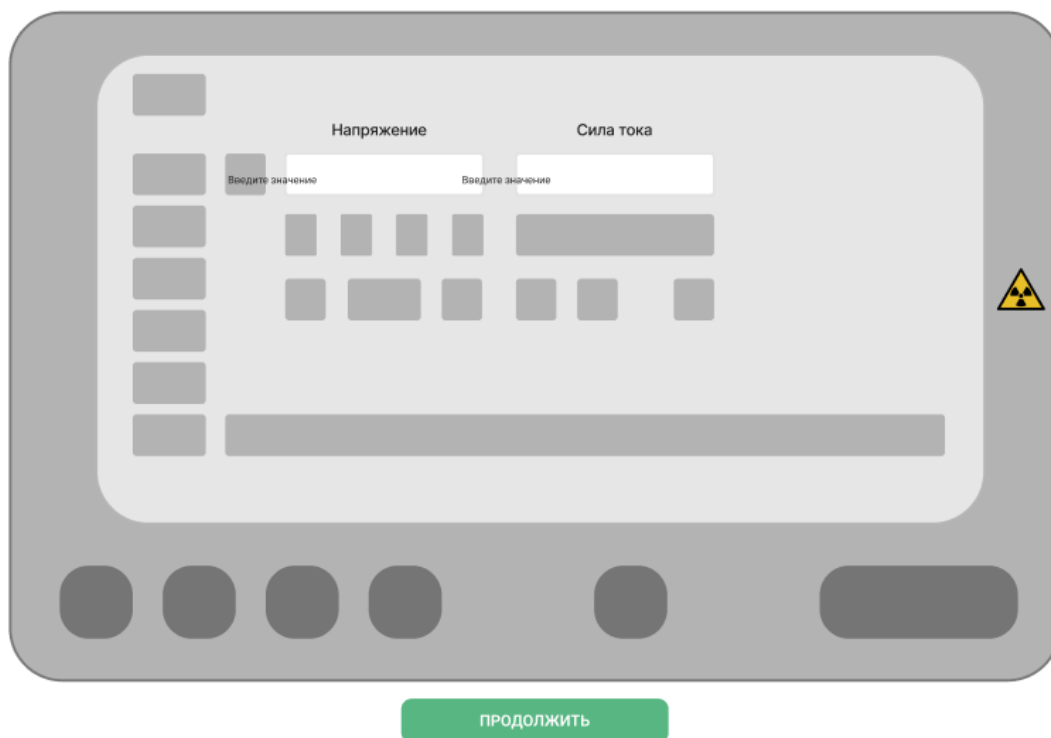 Напряжение
Сила тока
Введите значение
Введите значение
ПРОДОЛЖИТЬ